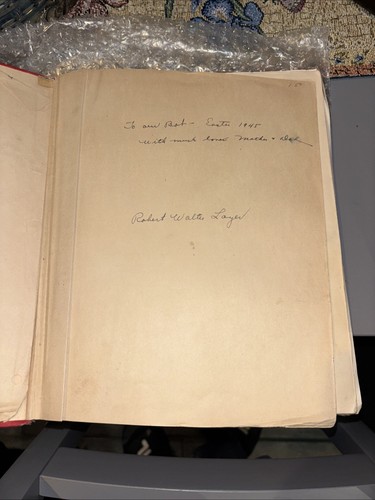 To our Bob - Easter 1945
With much love Mother + Dad
Robert Walter Layer